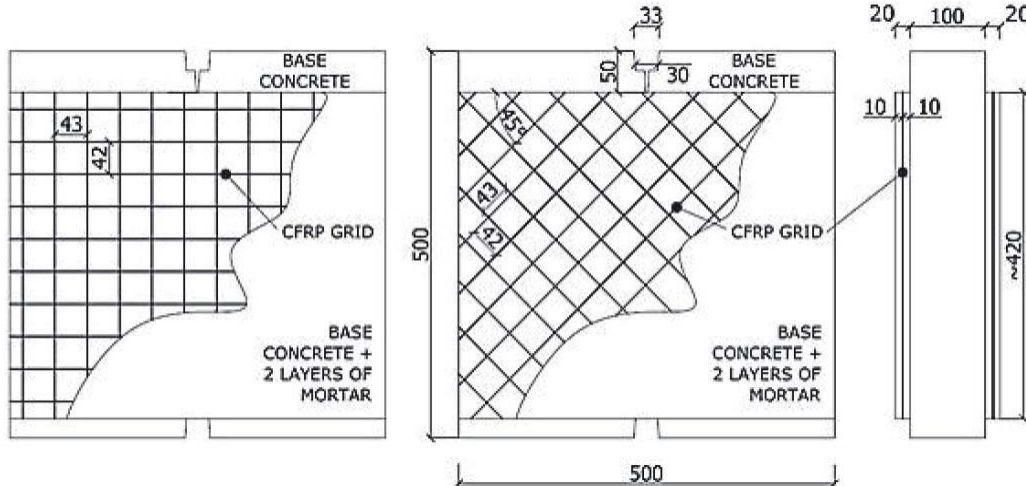 BASE
CONCRETE
43
42
CFRP GRID
BASE
CONCRETE +
2 LAYERS OF
MORTAR
33
50
30
BASE
CONCRETE
45°
43
42
CFRP GRID
500
BASE
CONCRETE +
2 LAYERS OF
MORTAR
500
20
100
20
10
10
~420